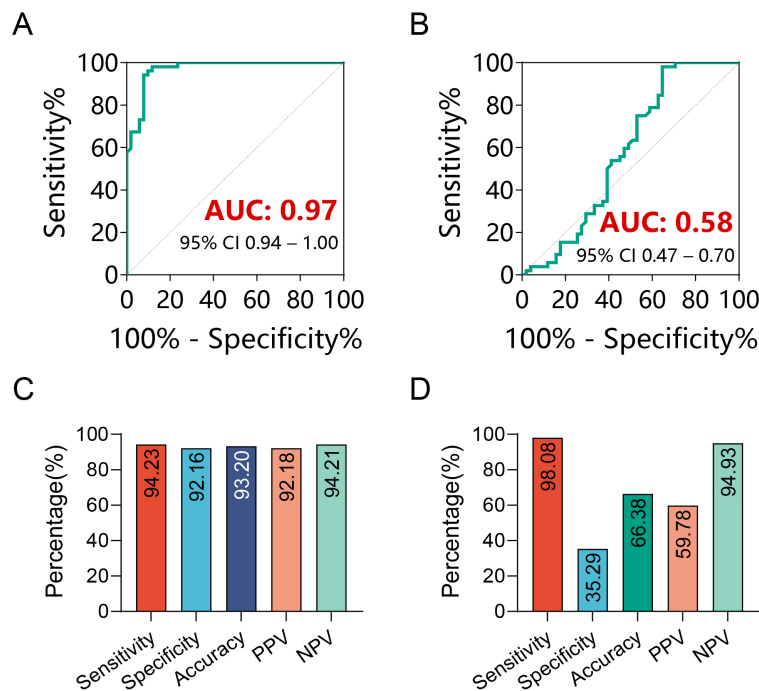 A
Sensitivity%
100
80
60
40
20
0
AUC: 0.97
95% CI 0.94 – 1.00
0 20 40 60 80 100
100% - Specificity%
B
Sensitivity%
100
80
60
40
20
0
AUC: 0.58
95% CI 0.47 – 0.70
0 20 40 60 80 100
100% - Specificity%
C
Percentage(%)
100
80
60
40
20
0
94.23
92.16
93.20
92.18
94.21
Sensitivity
Specificity
Accuracy
PPV
NPV
D
Percentage(%)
100
80
60
40
20
0
98.08
35.29
66.38
59.78
94.93
Sensitivity
Specificity
Accuracy
PPV
NPV